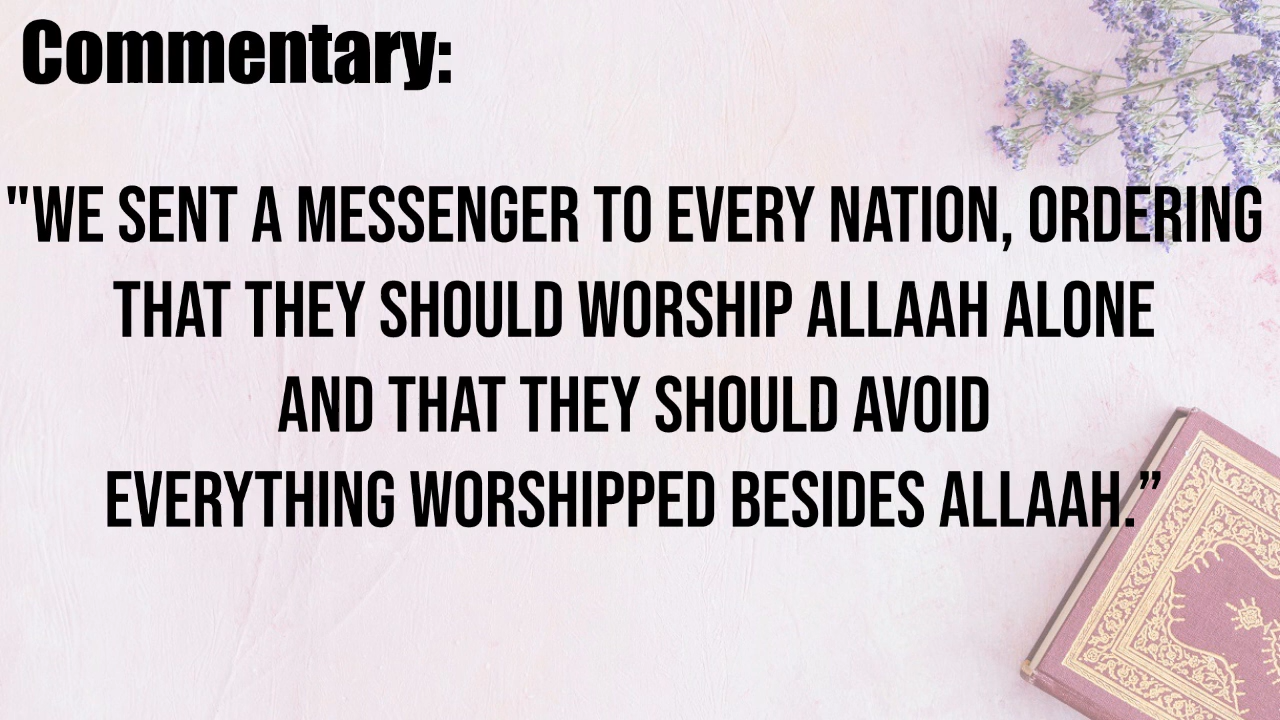 Commentary:
"WE SENT A MESSENGER TO EVERY NATION, ORDERING
THAT THEY SHOULD WORSHIP ALLAAH ALONE
AND THAT THEY SHOULD AVOID
EVERYTHING WORSHIPPED BESIDES ALLAAH.”